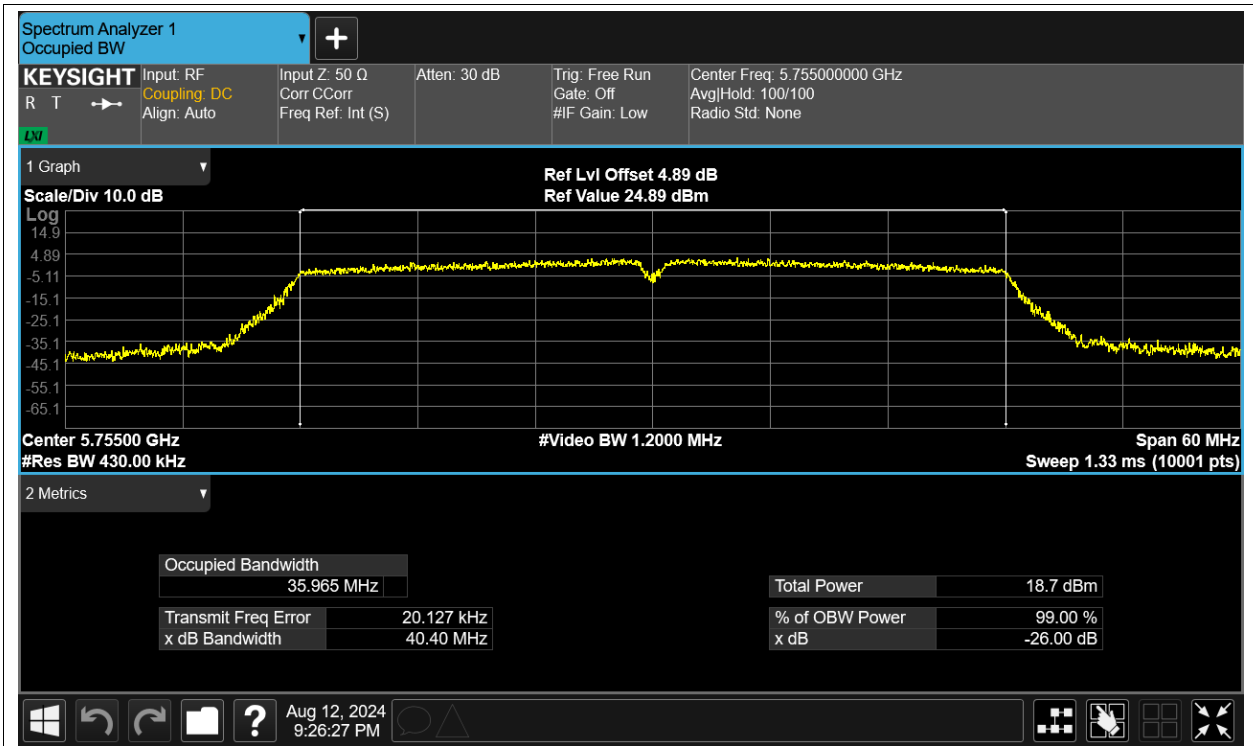 Spectrum Analyzer 1
Occupied BW
▼
+
KEYSIGHT
R T
LXI
Input: RF
Coupling: DC
Align: Auto
Input Z: 50 Ω
Corr CCorr
Freq Ref: Int (S)
Atten: 30 dB
Trig: Free Run
Gate: Off
#IF Gain: Low
Center Freq: 5.755000000 GHz
Avg|Hold: 100/100
Radio Std: None
1 Graph ▼
Scale/Div 10.0 dB
Ref Lvl Offset 4.89 dB
Ref Value 24.89 dBm
Log
14.9
4.89
-5.11
-15.1
-25.1
-35.1
-45.1
-55.1
-65.1
Center 5.75500 GHz
#Res BW 430.00 kHz
#Video BW 1.2000 MHz
Span 60 MHz
Sweep 1.33 ms (10001 pts)
2 Metrics ▼
Occupied Bandwidth
35.965 MHz
Transmit Freq Error 20.127 kHz
x dB Bandwidth 40.40 MHz
Total Power 18.7 dBm
% of OBW Power 99.00 %
x dB -26.00 dB
?
Aug 12, 2024
9:26:27 PM